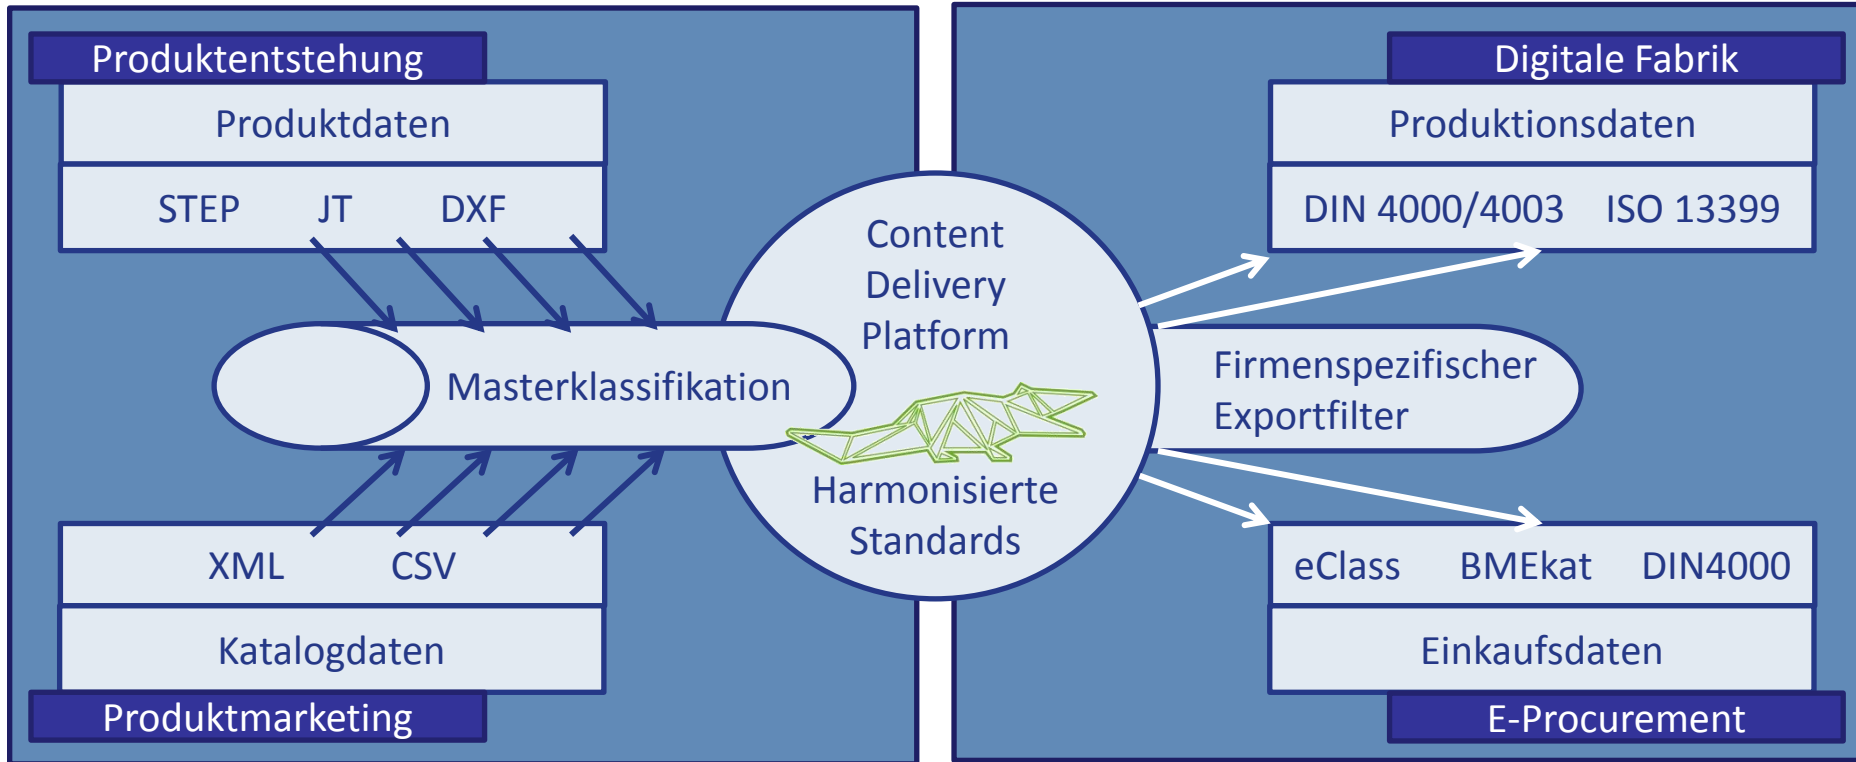 Produktentstehung
Produktdaten
STEP JT DXF
Masterklassifikation
XML CSV
Katalogdaten
Produktmarketing
Content
Delivery
Platform
Harmonisierte
Standards
Digitale Fabrik
Produktionsdaten
DIN 4000/4003 ISO 13399
Firmenspezifischer
Exportfilter
eClass BMEkat DIN4000
Einkaufsdaten
E-Procurement